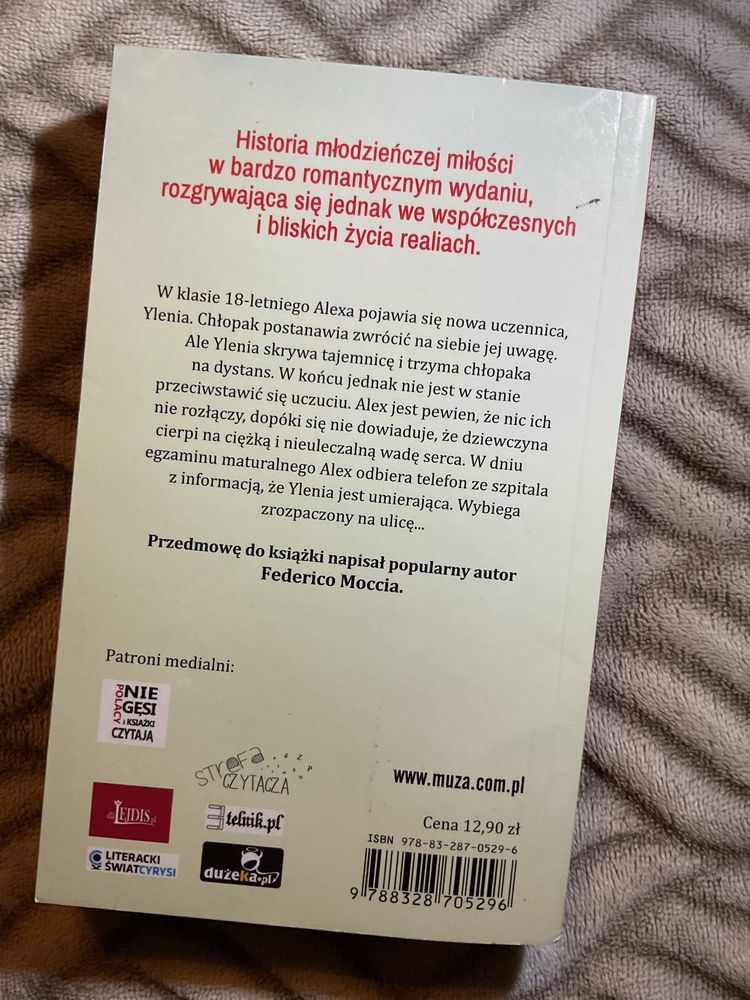 Historia młodzieńczej miłości
w bardzo romantycznym wydaniu,
rozgrywająca się jednak we współczesnych
i bliskich życia realiach.
W klasie 18-letniego Alexa pojawia się nowa uczennica,
Ylenia. Chłopak postanawia zwrócić na siebie jej uwagę.
Ale Ylenia skrywa tajemnicę i trzyma chłopaka
na dystans. W końcu jednak nie jest w stanie
przeciwstawić się uczuciu. Alex jest pewien, że nic ich
nie rozłączy, dopóki się nie dowiaduje, że dziewczyna
cierpi na ciężką i nieuleczalną wadę serca. W dniu
egzaminu maturalnego Alex odbiera telefon ze szpitala
z informacją, że Ylenia jest umierająca. Wybiega
zrozpaczony na ulicę...
Przedmowę do książki napisał popularny autor
Federico Moccia.
Patroni medialni:
POLACY
NIE
GĘSI
i KSIĄŻKI
CZYTAJĄ
STREFA
CZYTACZA
dlaLEJDIS.pl
telnik.pl
LITERACKI
ŚWIATCYRYSI
dużeka.pl
www.muza.com.pl
Cena 12,90 zł
ISBN 978-83-287-0529-6
9 788328 705296